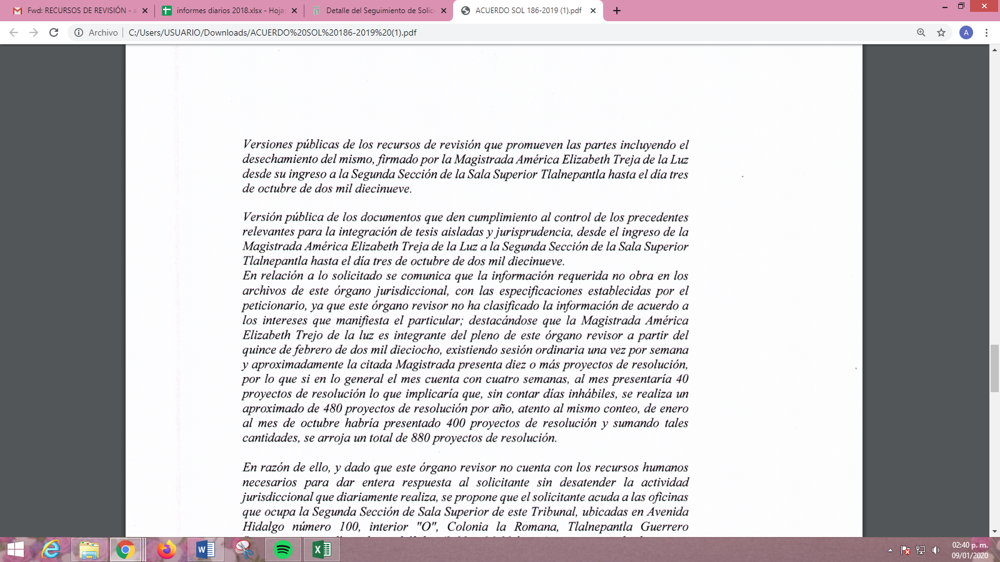 Fwd: RECURSOS DE REVISIÓN - a
informes diarios 2018.xlsx - Hoja
Detalle del Seguimiento de Solici
ACUERDO SOL 186-2019 (1).pdf
Archivo
C:/Users/USUARIO/Downloads/ACUERDO%20SOL%20186-2019%20(1).pdf
A
Versiones públicas de los recursos de revisión que promueven las partes incluyendo el
desechamiento del mismo, firmado por la Magistrada América Elizabeth Treja de la Luz
desde su ingreso a la Segunda Sección de la Sala Superior Tlalnepantla hasta el día tres
de octubre de dos mil diecinueve.
Versión pública de los documentos que den cumplimiento al control de los precedentes
relevantes para la integración de tesis aisladas y jurisprudencia, desde el ingreso de la
Magistrada América Elizabeth Treja de la Luz a la Segunda Sección de la Sala Superior
Tlalnepantla hasta el día tres de octubre de dos mil diecinueve.
En relación a lo solicitado se comunica que la información requerida no obra en los
archivos de este órgano jurisdiccional, con las especificaciones establecidas por el
peticionario, ya que este órgano revisor no ha clasificado la información de acuerdo a
los intereses que manifiesta el particular; destacándose que la Magistrada América
Elizabeth Trejo de la luz es integrante del pleno de este órgano revisor a partir del
quince de febrero de dos mil dieciocho, existiendo sesión ordinaria una vez por semana
y aproximadamente la citada Magistrada presenta diez o más proyectos de resolución,
por lo que si en lo general el mes cuenta con cuatro semanas, al mes presentaría 40
proyectos de resolución lo que implicaría que, sin contar días inhábiles, se realiza un
aproximado de 480 proyectos de resolución por año, atento al mismo conteo, de enero
al mes de octubre habría presentado 400 proyectos de resolución y sumando tales
cantidades, se arroja un total de 880 proyectos de resolución.
En razón de ello, y dado que este órgano revisor no cuenta con los recursos humanos
necesarios para dar entera respuesta al solicitante sin desatender la actividad
jurisdiccional que diariamente realiza, se propone que el solicitante acuda a las oficinas
que ocupa la Segunda Sección de Sala Superior de este Tribunal, ubicadas en Avenida
Hidalgo número 100, interior "O", Colonia la Romana, Tlalnepantla Guerrero
02:40 p. m.
09/01/2020